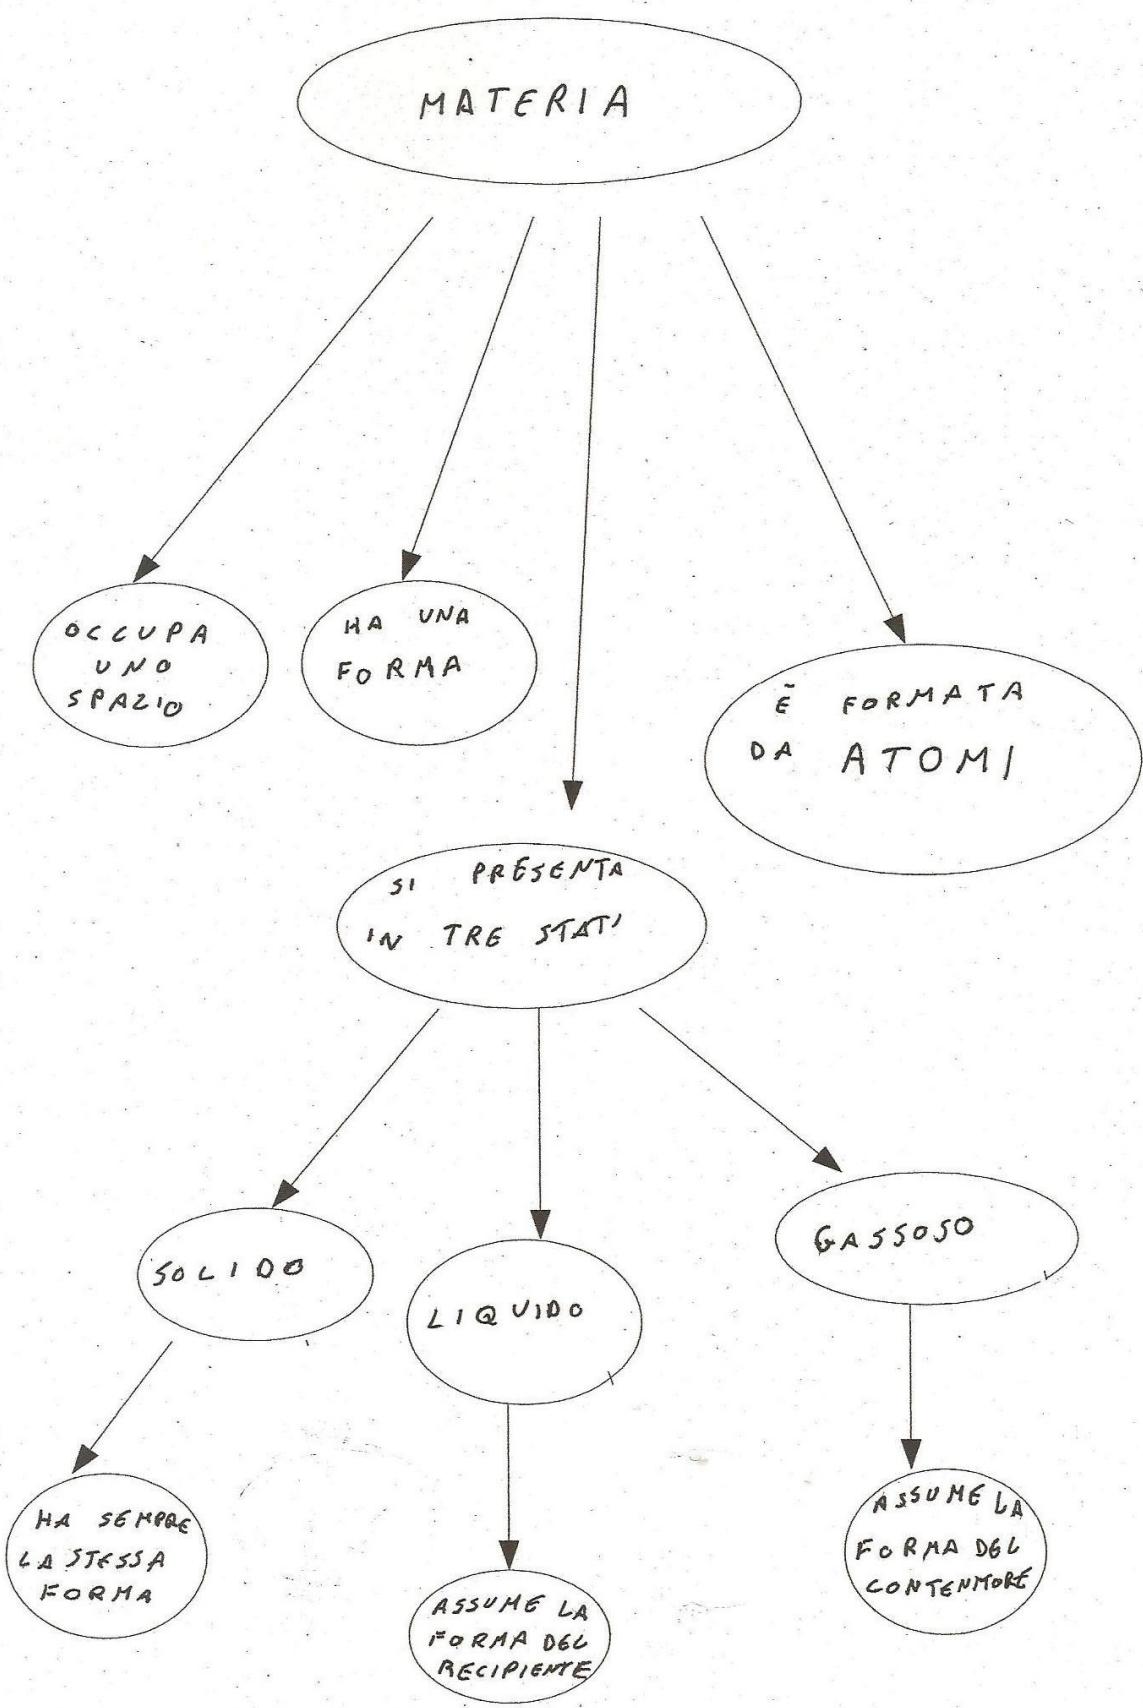 MATERIA
OCCUPA
UNO
SPAZIO
HA UNA
FORMA
È FORMATA
DA ATOMI
SI PRESENTA
IN TRE STATI
SOLIDO
LIQUIDO
GASSOSO
HA SEMPRE
LA STESSA
FORMA
ASSUME LA
FORMA DEL
RECIPIENTE
ASSUME LA
FORMA DEL
CONTENMORE